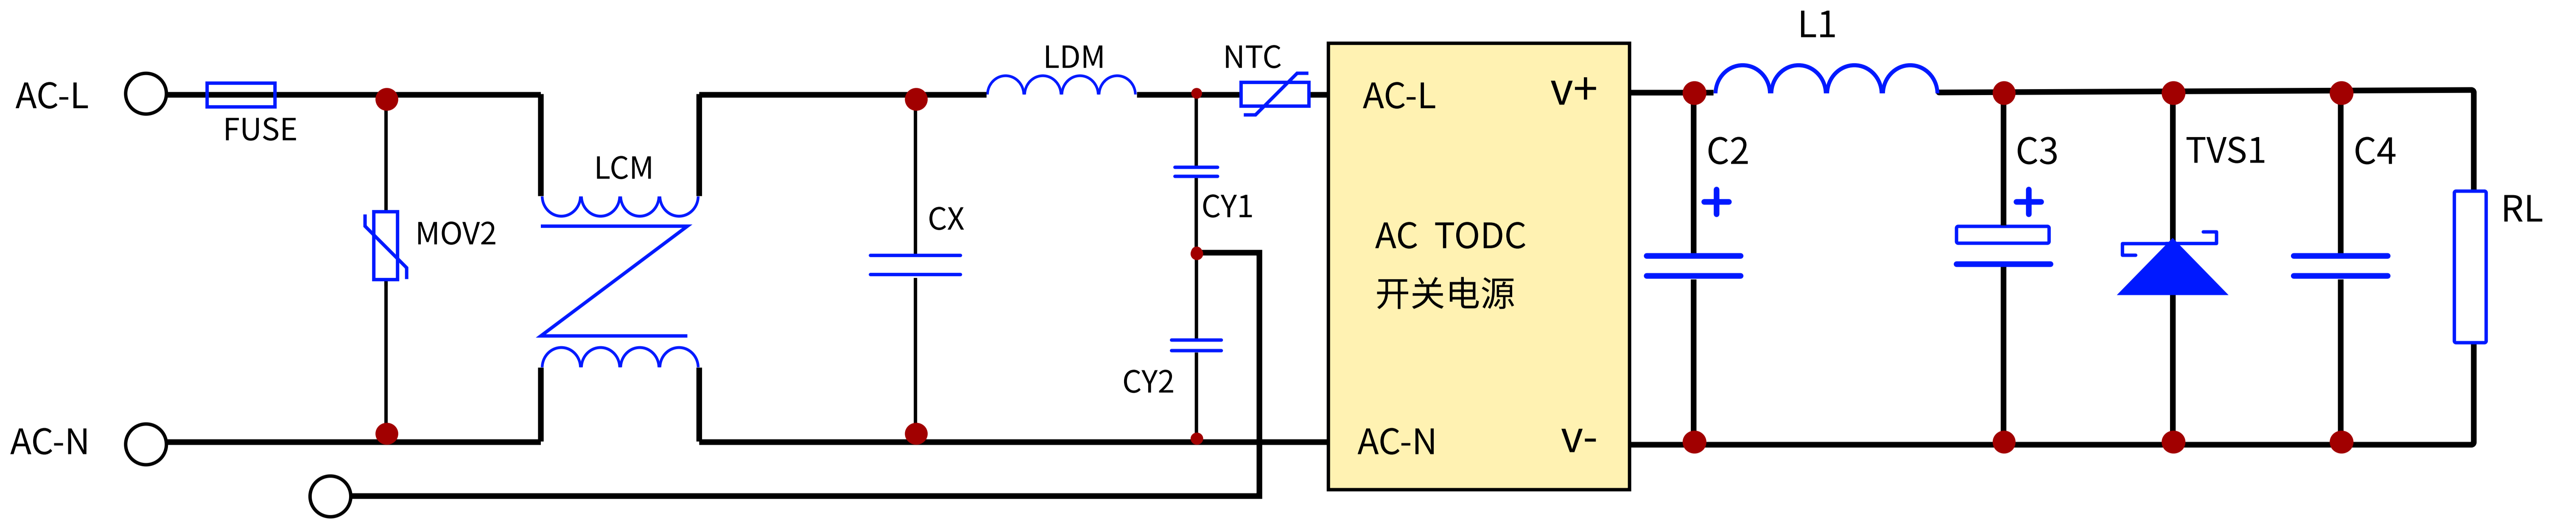 AC-L
FUSE
MOV2
LCM
CX
LDM
CY1
CY2
NTC
AC-N
AC-L
V+
AC TODC
开关电源
AC-N
V-
L1
C2
+
C3
+
TVS1
C4
RL